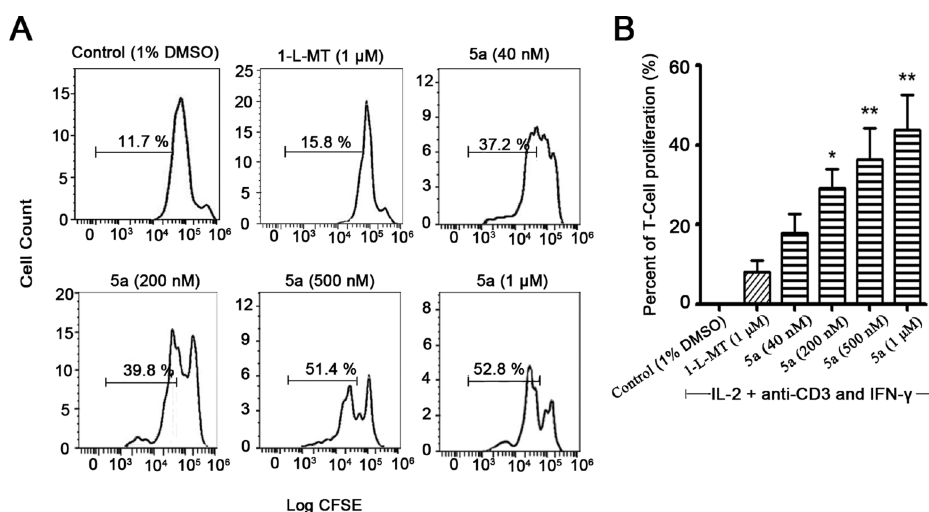 A
Control (1% DMSO)
15
10
5
0
11.7 %
0 10³ 10⁴ 10⁵ 10⁶
1-L-MT (1 μM)
25
20
15
10
5
0
15.8 %
0 10³ 10⁴ 10⁵ 10⁶
5a (40 nM)
12
9
6
3
0
37.2 %
0 10³ 10⁴ 10⁵ 10⁶
Cell Count
5a (200 nM)
20
15
10
5
0
39.8 %
0 10³ 10⁴ 10⁵ 10⁶
5a (500 nM)
12
9
6
3
0
51.4 %
0 10³ 10⁴ 10⁵ 10⁶
5a (1 μM)
8
6
4
2
0
52.8 %
0 10³ 10⁴ 10⁵ 10⁶
Log CFSE
B
Percent of T-Cell proliferation (%)
60
40
20
0
*
**
**
Control (1% DMSO)
1-L-MT (1 μM)
5a (40 nM)
5a (200 nM)
5a (500 nM)
5a (1 μM)
IL-2 + anti-CD3 and IFN-γ